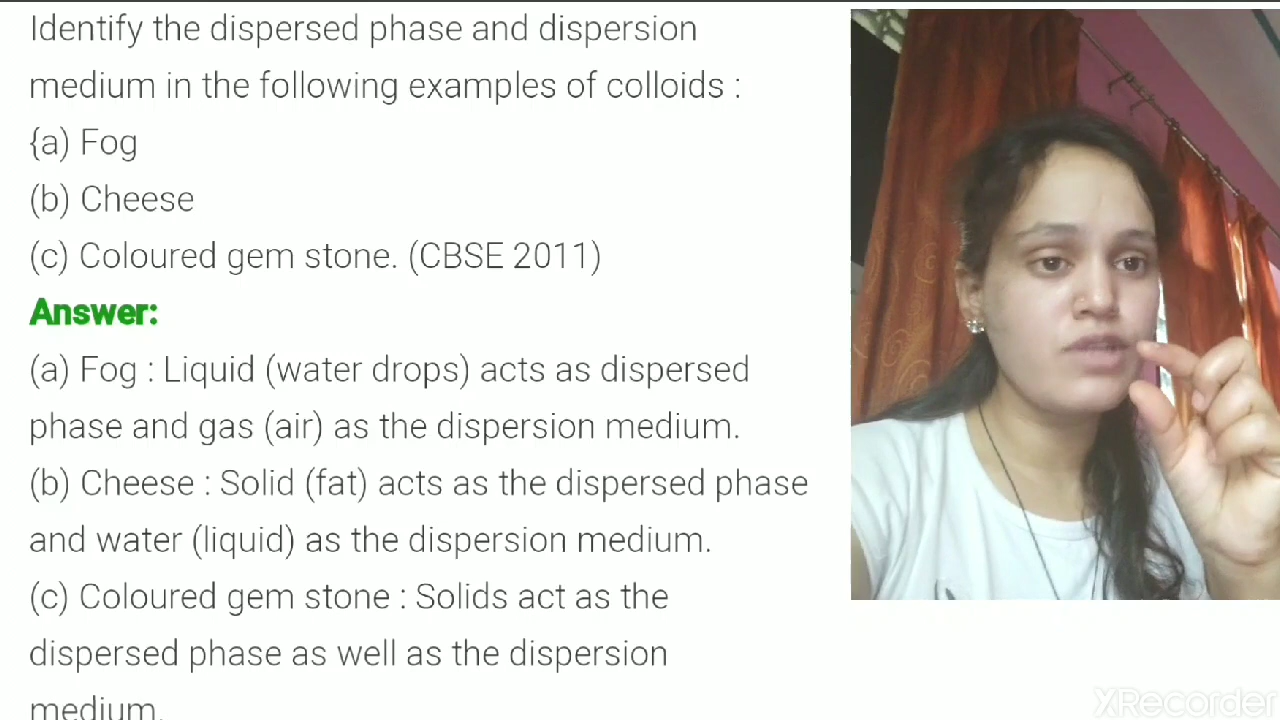 Identify the dispersed phase and dispersion
medium in the following examples of colloids :
{a) Fog
(b) Cheese
(c) Coloured gem stone. (CBSE 2011)
Answer:
(a) Fog : Liquid (water drops) acts as dispersed
phase and gas (air) as the dispersion medium.
(b) Cheese : Solid (fat) acts as the dispersed phase
and water (liquid) as the dispersion medium.
(c) Coloured gem stone : Solids act as the
dispersed phase as well as the dispersion
medium.
XRecorder